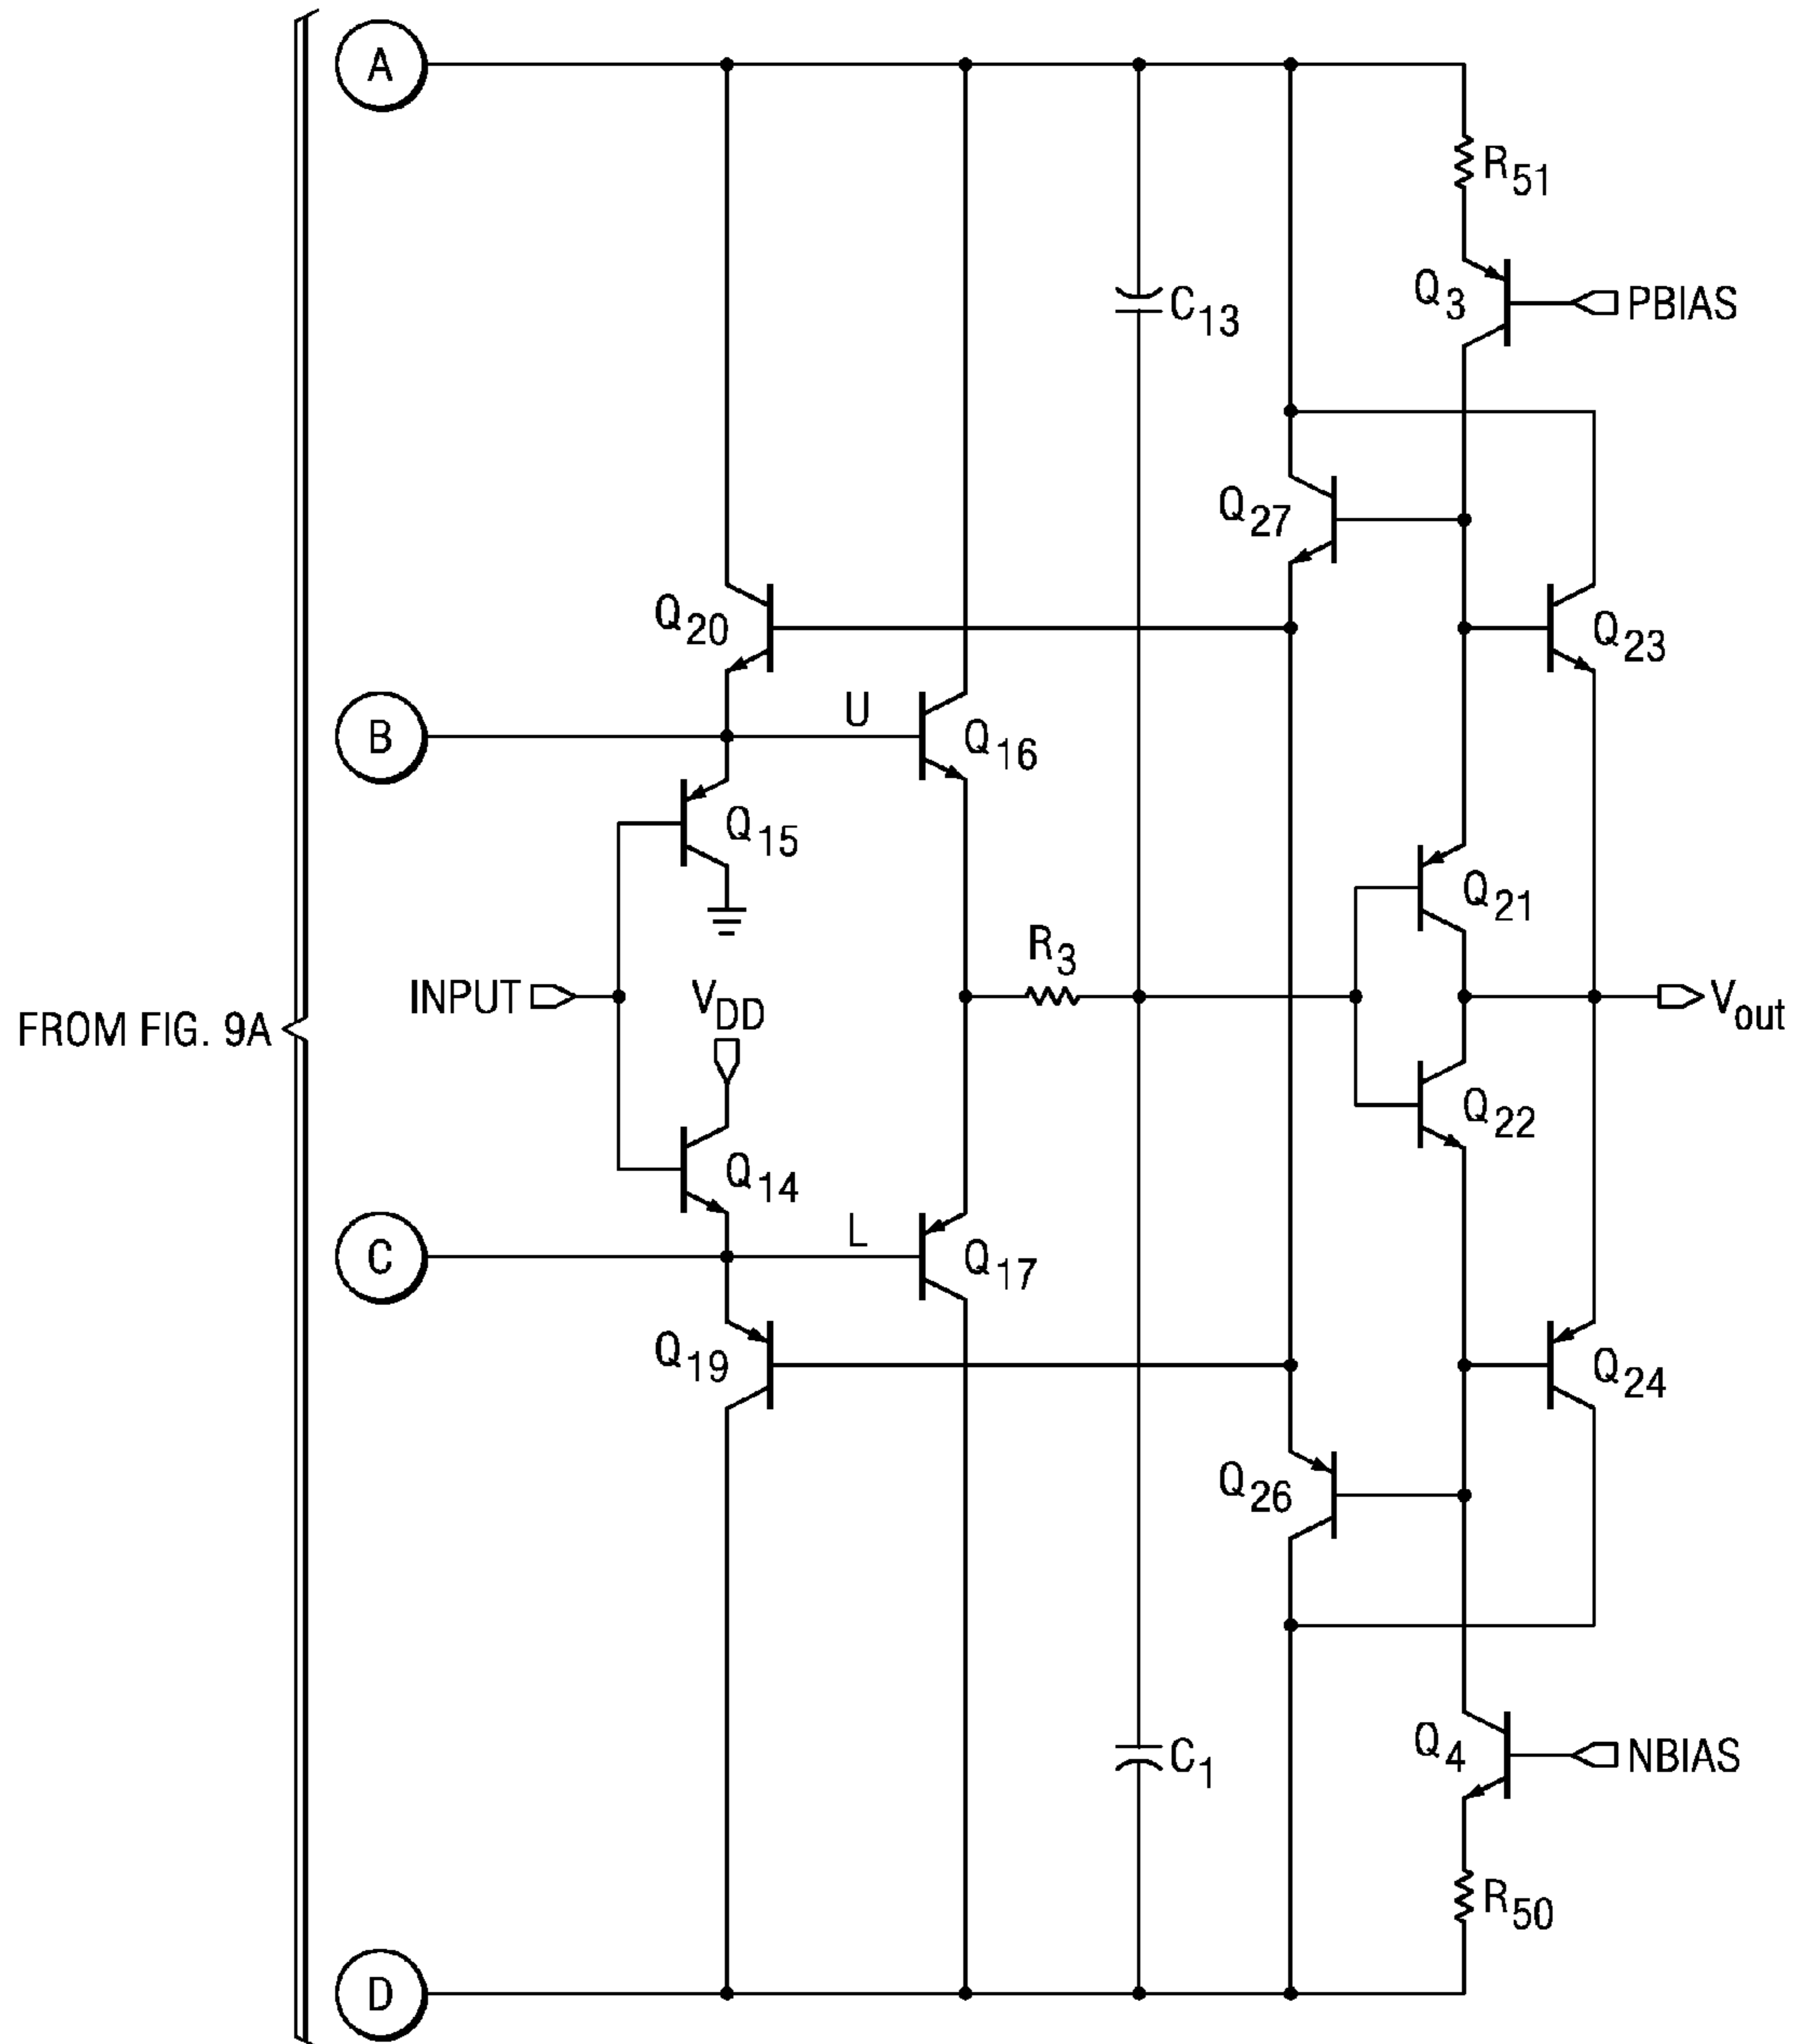 A
R51
Q3
PBIAS
C13
Q27
Q20
Q23
B
U
Q16
Q15
Q21
R3
INPUT
VDD
Vout
FROM FIG. 9A
Q22
Q14
C
L
Q17
Q19
Q24
Q26
Q4
C1
NBIAS
R50
D